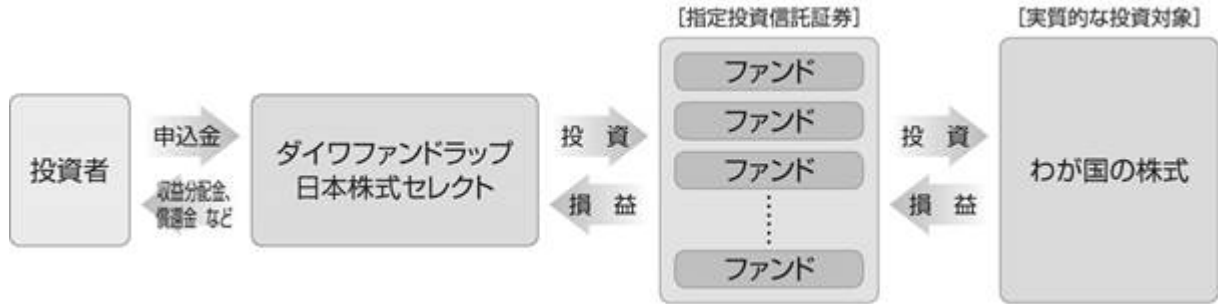 [指定投資信託証券]
[実質的な投資対象]
投資者
申込金
収益分配金、
償還金 など
ダイワファンドラップ
日本株式セレクト
投 資
損 益
ファンド
ファンド
ファンド
ファンド
投 資
損 益
わが国の株式